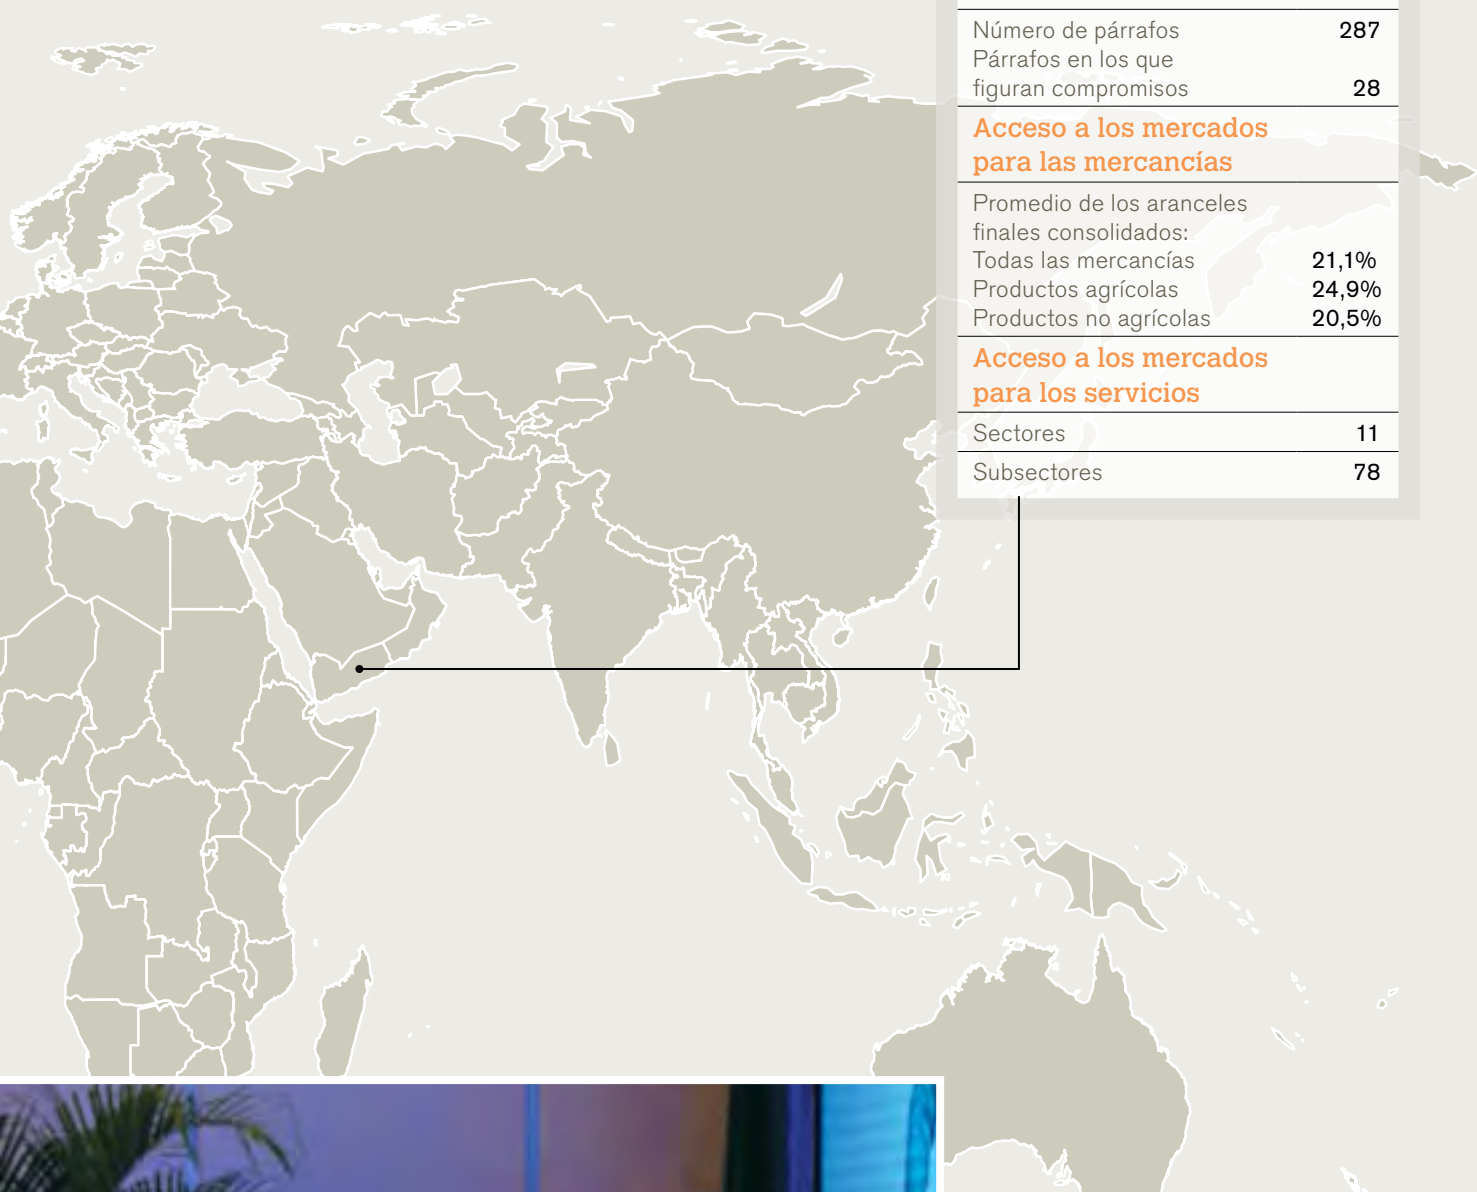 Número de párrafos 287
Párrafos en los que
figuran compromisos 28
Acceso a los mercados
para las mercancías
Promedio de los aranceles
finales consolidados:
Todas las mercancías 21,1%
Productos agrícolas 24,9%
Productos no agrícolas 20,5%
Acceso a los mercados
para los servicios
Sectores 11
Subsectores 78